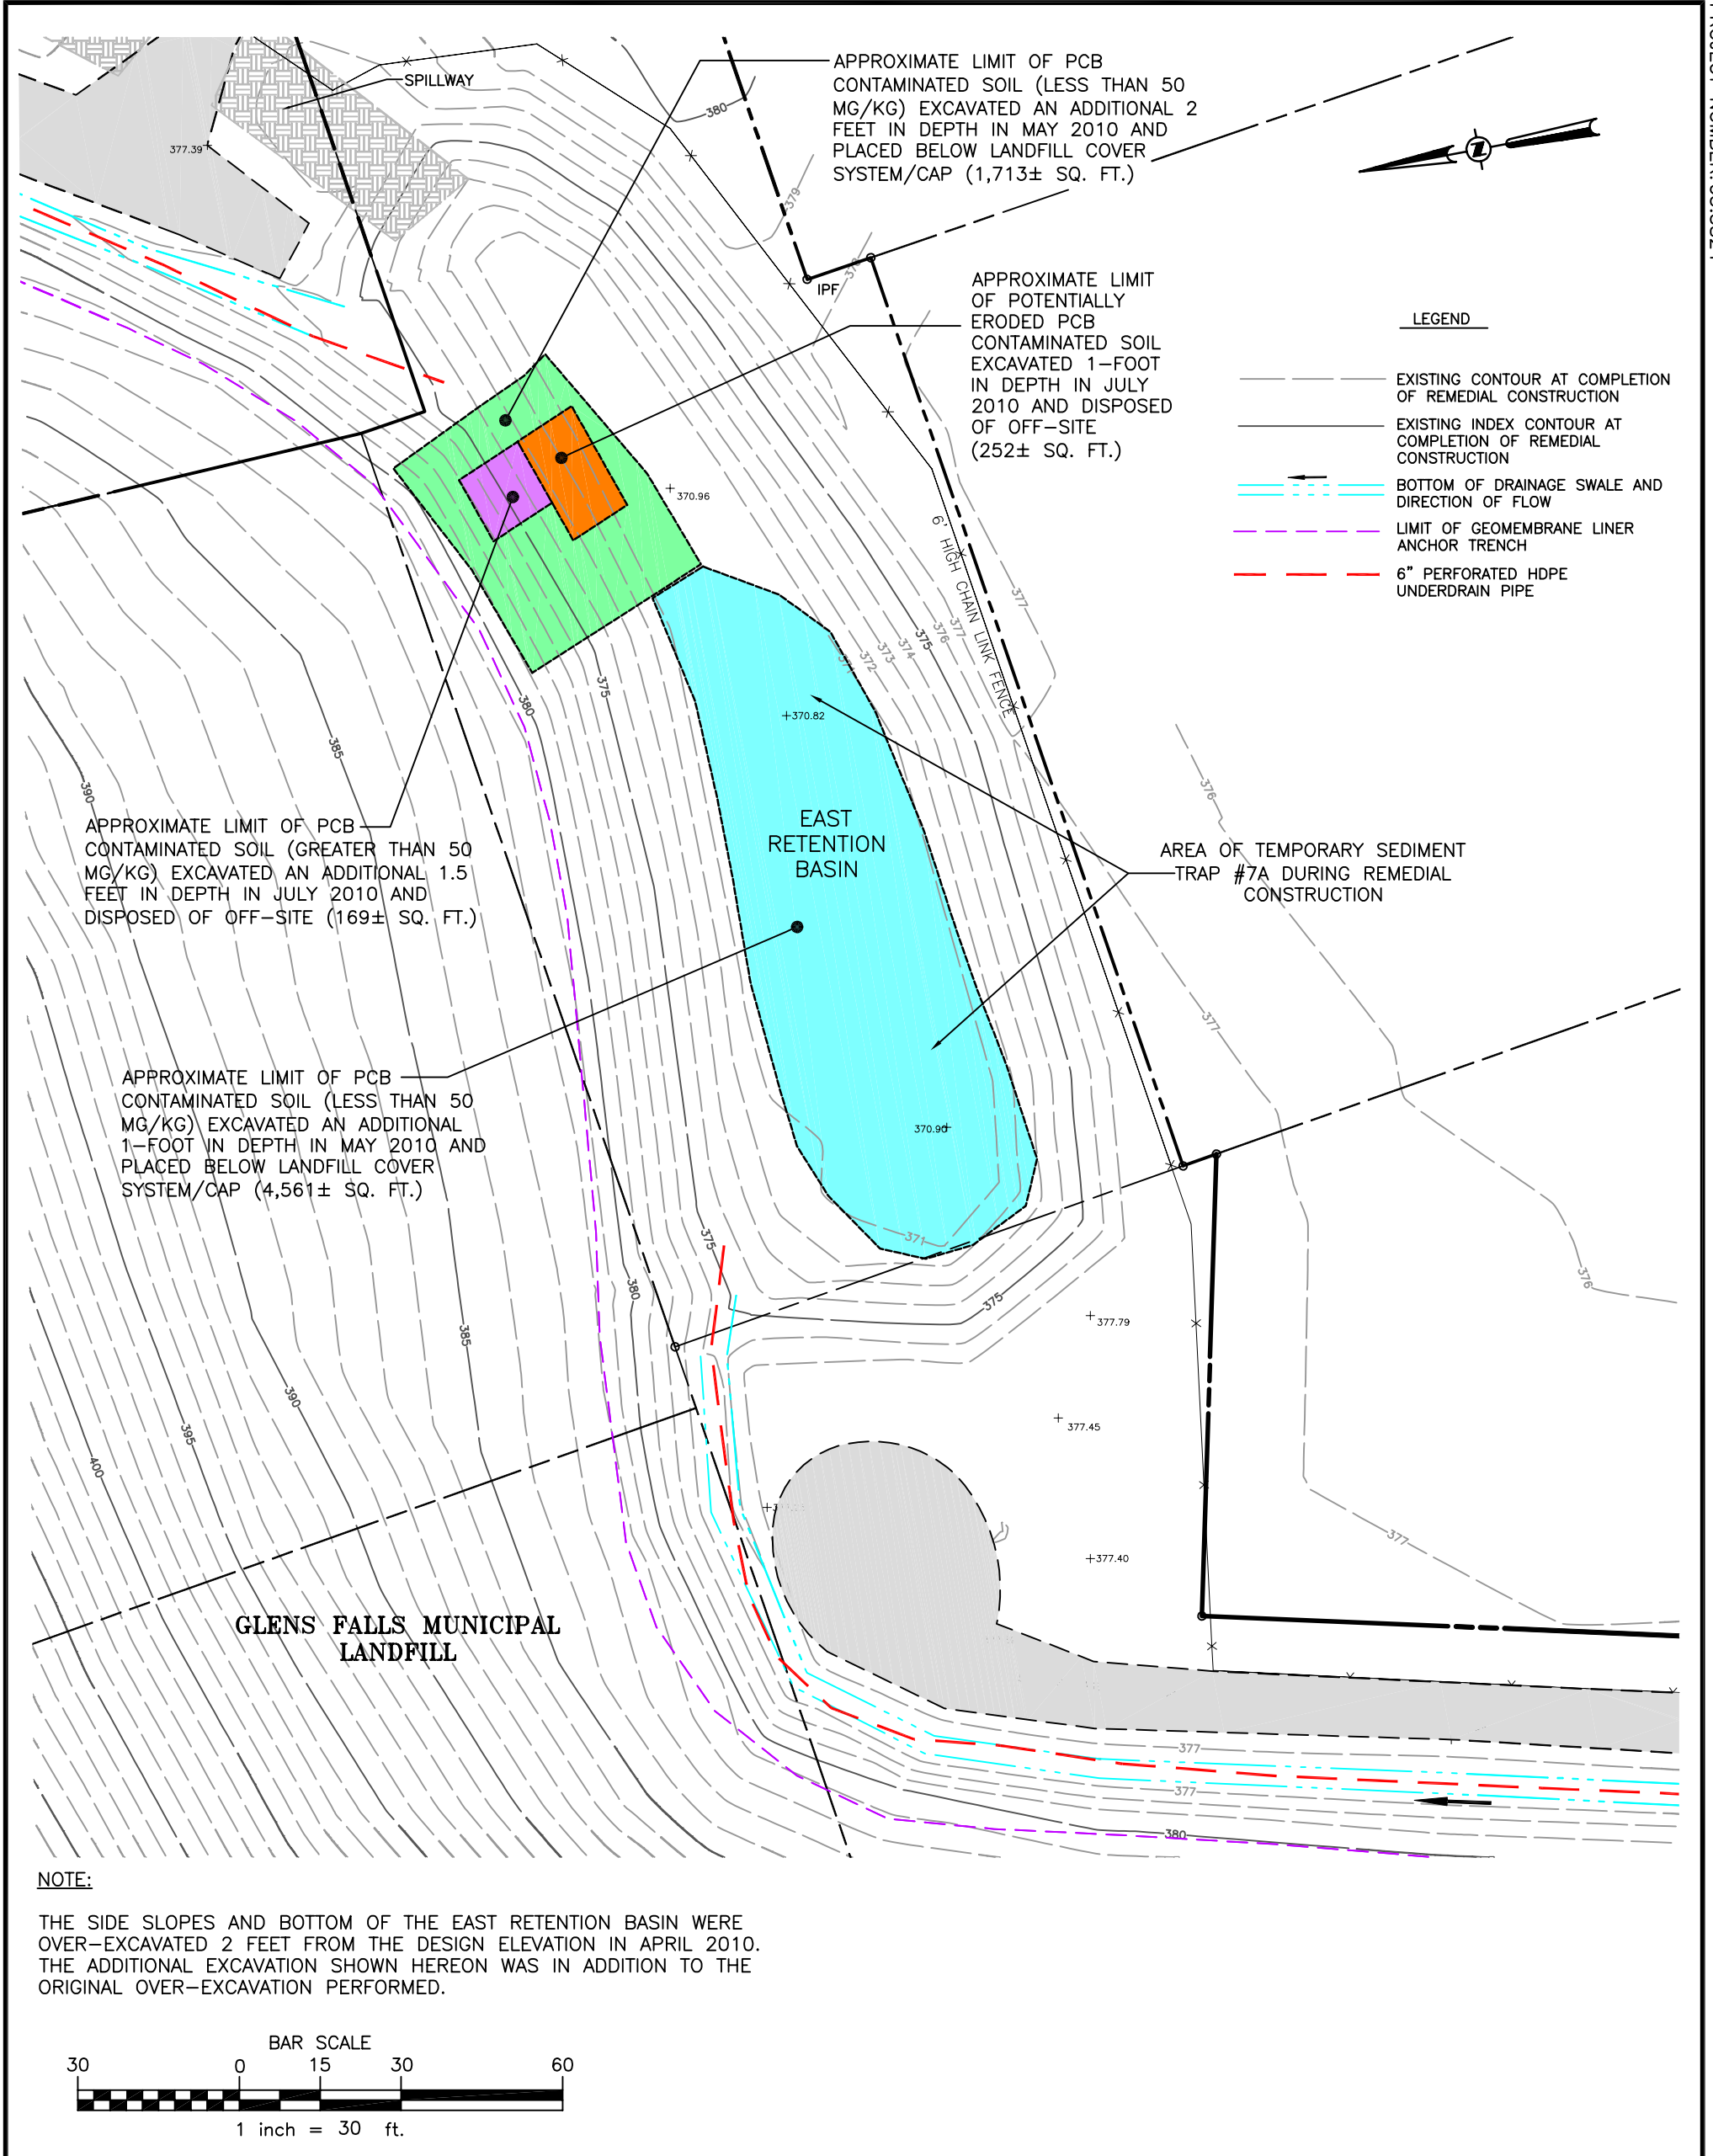 SPILLWAY
377.39
380
379
378
IPF
APPROXIMATE LIMIT OF PCB
CONTAMINATED SOIL (LESS THAN 50
MG/KG) EXCAVATED AN ADDITIONAL 2
FEET IN DEPTH IN MAY 2010 AND
PLACED BELOW LANDFILL COVER
SYSTEM/CAP (1,713± SQ. FT.)
Z
APPROXIMATE LIMIT
OF POTENTIALLY
ERODED PCB
CONTAMINATED SOIL
EXCAVATED 1-FOOT
IN DEPTH IN JULY
2010 AND DISPOSED
OF OFF-SITE
(252± SQ. FT.)
LEGEND
EXISTING CONTOUR AT COMPLETION
OF REMEDIAL CONSTRUCTION
EXISTING INDEX CONTOUR AT
COMPLETION OF REMEDIAL
CONSTRUCTION
BOTTOM OF DRAINAGE SWALE AND
DIRECTION OF FLOW
LIMIT OF GEOMEMBRANE LINER
ANCHOR TRENCH
6" PERFORATED HDPE
UNDERDRAIN PIPE
370.96
6' HIGH CHAIN LINK FENCE
377
371
372
373
374
375
376
377
380
375
385
390
370.82
EAST
RETENTION
BASIN
376
APPROXIMATE LIMIT OF PCB
CONTAMINATED SOIL (GREATER THAN 50
MG/KG) EXCAVATED AN ADDITIONAL 1.5
FEET IN DEPTH IN JULY 2010 AND
DISPOSED OF OFF-SITE (169± SQ. FT.)
AREA OF TEMPORARY SEDIMENT
TRAP #7A DURING REMEDIAL
CONSTRUCTION
377
APPROXIMATE LIMIT OF PCB
CONTAMINATED SOIL (LESS THAN 50
MG/KG) EXCAVATED AN ADDITIONAL
1-FOOT IN DEPTH IN MAY 2010 AND
PLACED BELOW LANDFILL COVER
SYSTEM/CAP (4,561± SQ. FT.)
370.90
371
375
380
375
376
377.79
385
390
395
400
377.45
377.40
377
GLENS FALLS MUNICIPAL
LANDFILL
377
377
380
NOTE:
THE SIDE SLOPES AND BOTTOM OF THE EAST RETENTION BASIN WERE
OVER-EXCAVATED 2 FEET FROM THE DESIGN ELEVATION IN APRIL 2010.
THE ADDITIONAL EXCAVATION SHOWN HEREON WAS IN ADDITION TO THE
ORIGINAL OVER-EXCAVATION PERFORMED.
BAR SCALE
30 0 15 30 60
1 inch = 30 ft.